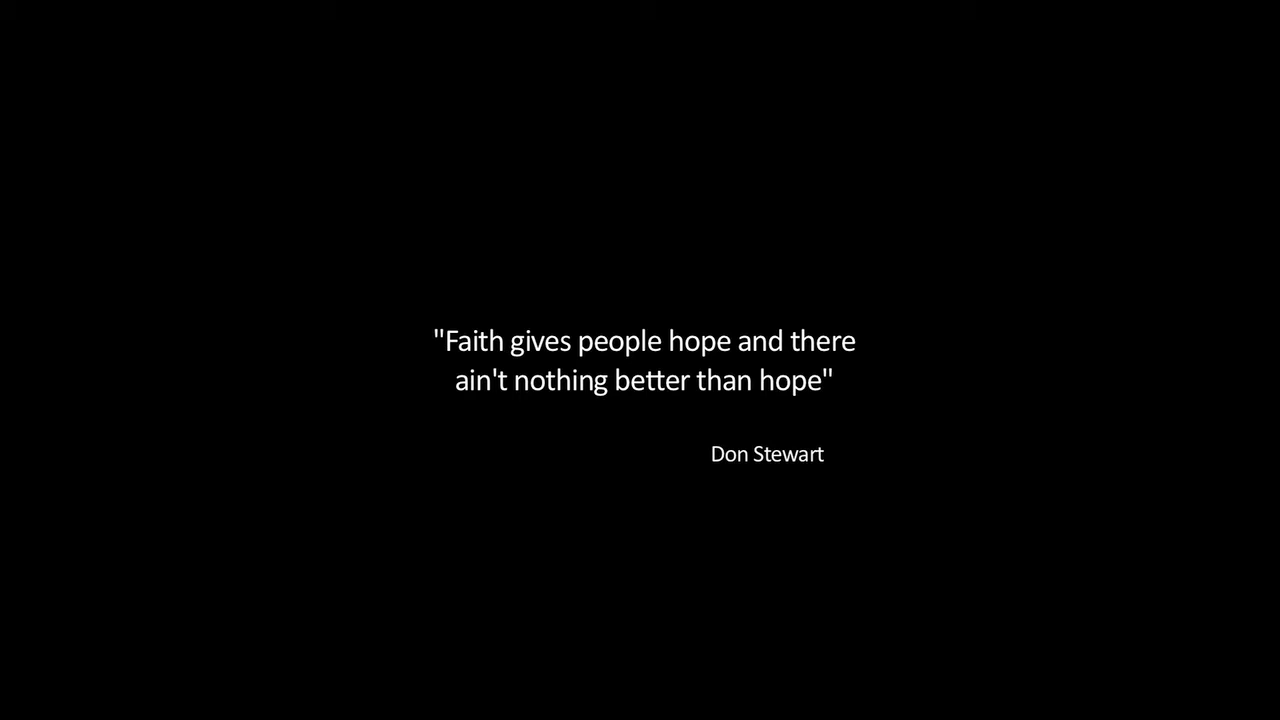 "Faith gives people hope and there
ain't nothing better than hope"
Don Stewart